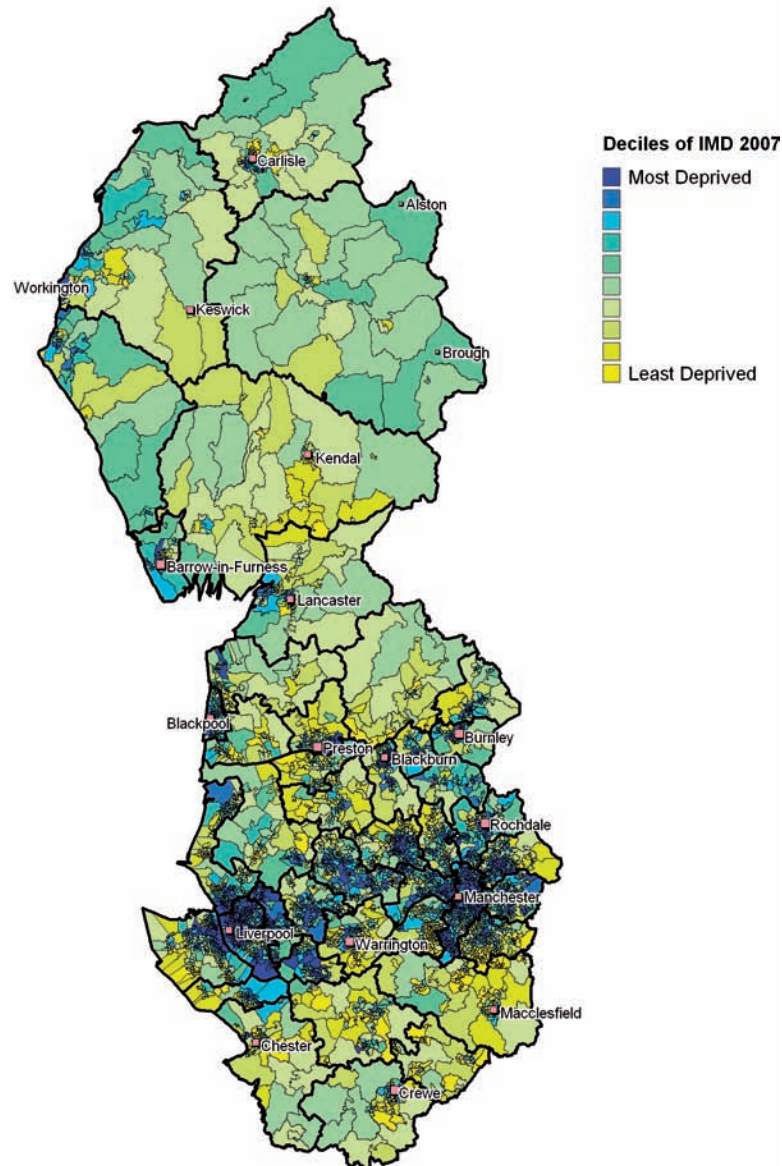 Deciles of IMD 2007
Most Deprived
Least Deprived
Carlisle
Alston
Workington
Keswick
Brough
Kendal
Barrow-in-Furness
Lancaster
Blackpool
Preston
Burnley
Blackburn
Rochdale
Manchester
Liverpool
Warrington
Macclesfield
Chester
Crewe